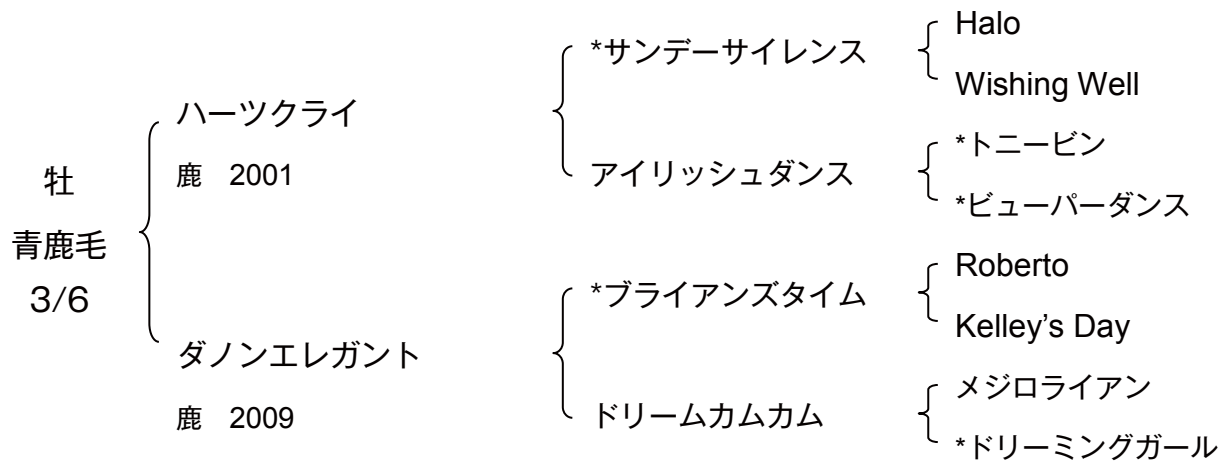 牡
青鹿毛
3/6
ハーツクライ
鹿 2001
ダノンエレガント
鹿 2009
*サンデーサイレンス
アイリッシュダンス
*ブライアンズタイム
ドリームカムカム
Halo
Wishing Well
*トニービン
*ビューパーダンス
Roberto
Kelley’s Day
メジロライアン
*ドリーミングガール